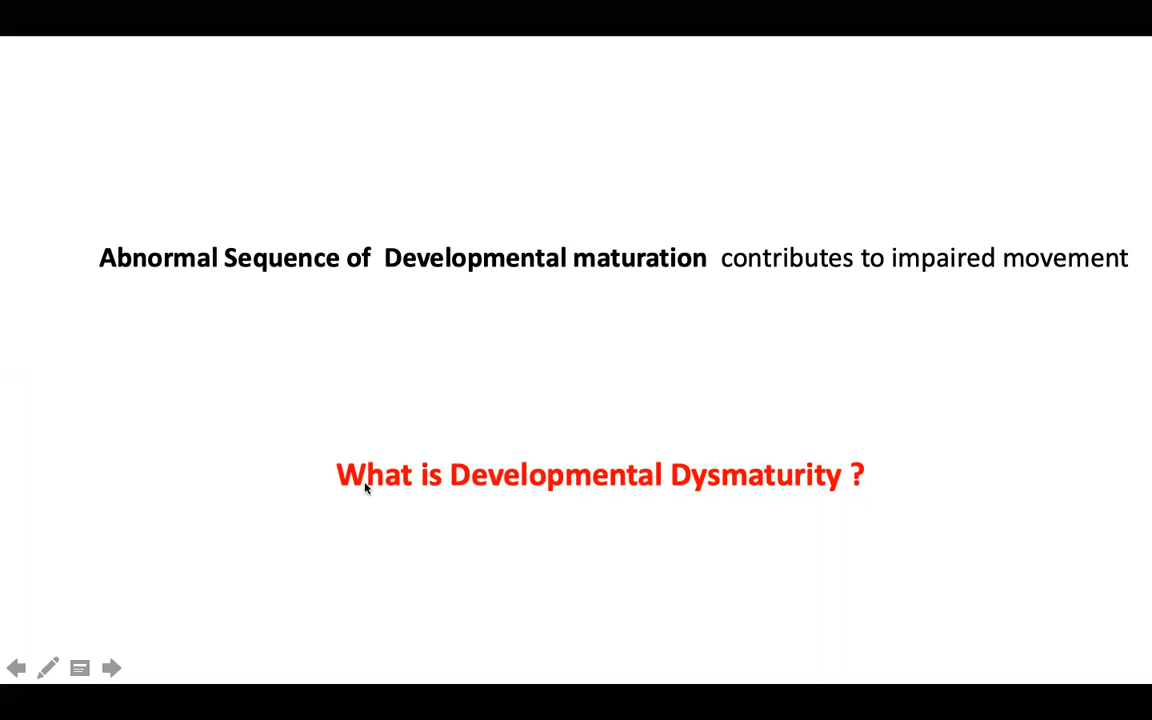 Abnormal Sequence of Developmental maturation contributes to impaired movement
What is Developmental Dysmaturity ?